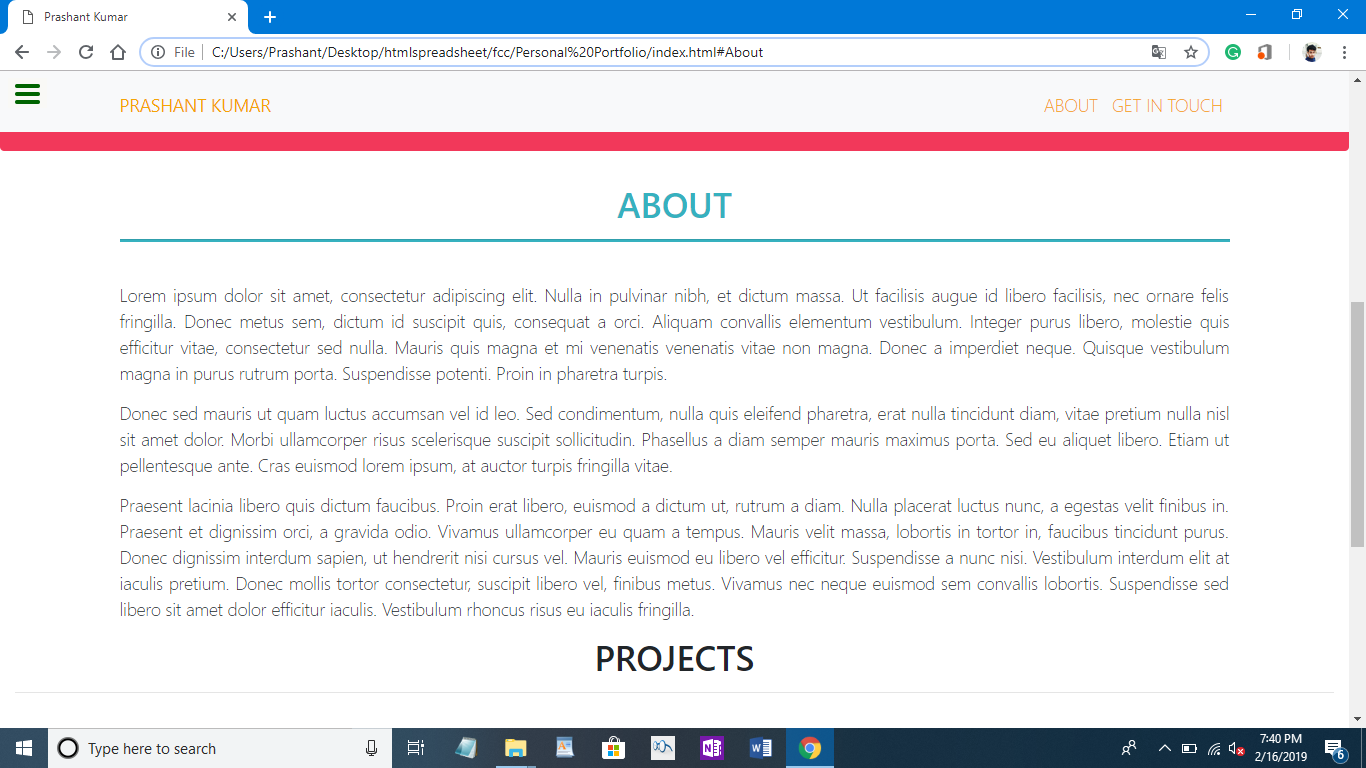 Prashant Kumar
File
C:/Users/Prashant/Desktop/htmlspreadsheet/fcc/Personal%20Portfolio/index.html#About
PRASHANT KUMAR
ABOUT GET IN TOUCH
ABOUT
Lorem ipsum dolor sit amet, consectetur adipiscing elit. Nulla in pulvinar nibh, et dictum massa. Ut facilisis augue id libero facilisis, nec ornare felis
fringilla. Donec metus sem, dictum id suscipit quis, consequat a orci. Aliquam convallis elementum vestibulum. Integer purus libero, molestie quis
efficitur vitae, consectetur sed nulla. Mauris quis magna et mi venenatis venenatis vitae non magna. Donec a imperdiet neque. Quisque vestibulum
magna in purus rutrum porta. Suspendisse potenti. Proin in pharetra turpis.
Donec sed mauris ut quam luctus accumsan vel id leo. Sed condimentum, nulla quis eleifend pharetra, erat nulla tincidunt diam, vitae pretium nulla nisl
sit amet dolor. Morbi ullamcorper risus scelerisque suscipit sollicitudin. Phasellus a diam semper mauris maximus porta. Sed eu aliquet libero. Etiam ut
pellentesque ante. Cras euismod lorem ipsum, at auctor turpis fringilla vitae.
Praesent lacinia libero quis dictum faucibus. Proin erat libero, euismod a dictum ut, rutrum a diam. Nulla placerat luctus nunc, a egestas velit finibus in.
Praesent et dignissim orci, a gravida odio. Vivamus ullamcorper eu quam a tempus. Mauris velit massa, lobortis in tortor in, faucibus tincidunt purus.
Donec dignissim interdum sapien, ut hendrerit nisi cursus vel. Mauris euismod eu libero vel efficitur. Suspendisse a nunc nisi. Vestibulum interdum elit at
iaculis pretium. Donec mollis tortor consectetur, suscipit libero vel, finibus metus. Vivamus nec neque euismod sem convallis lobortis. Suspendisse sed
libero sit amet dolor efficitur iaculis. Vestibulum rhoncus risus eu iaculis fringilla.
PROJECTS
Type here to search
7:40 PM
2/16/2019
6